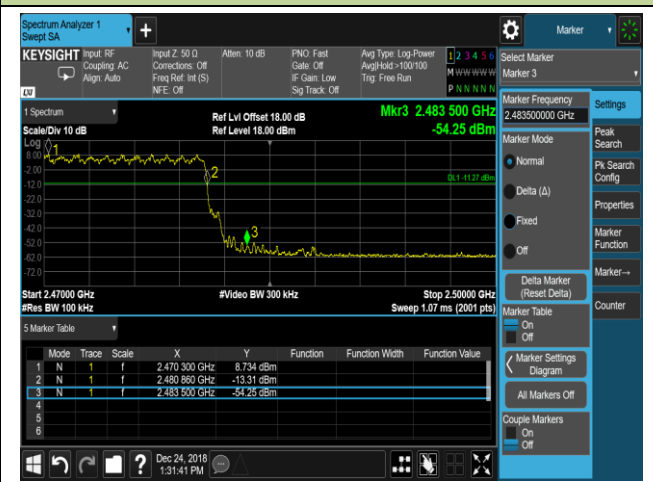 Spectrum Analyzer 1
Swept SA
+
Marker
KEYSIGHT
Input: RF
Coupling: AC
Align: Auto
Input Z: 50 Ω
Corrections: Off
Freq Ref: Int (S)
NFE: Off
Atten: 10 dB
PNO: Fast
Gate: Off
IF Gain: Low
Sig Track: Off
Avg Type: Log-Power
Avg|Hold:>100/100
Trig: Free Run
1 2 3 4 5 6
M W W W W W
P N N N N N
LXI
Select Marker
Marker 3
1 Spectrum
Scale/Div 10 dB
Ref Lvl Offset 18.00 dB
Ref Level 18.00 dBm
Mkr3 2.483 500 GHz
-54.25 dBm
Log
8.00
-2.00
-12.0
-22.0
-32.0
-42.0
-52.0
-62.0
-72.0
1
2
3
DL1 -11.27 dBm
Start 2.47000 GHz
#Res BW 100 kHz
#Video BW 300 kHz
Stop 2.50000 GHz
Sweep 1.07 ms (2001 pts)
5 Marker Table
Mode Trace Scale X Y Function Function Width Function Value
1 N 1 f 2.470 300 GHz 8.734 dBm
2 N 1 f 2.480 860 GHz -13.31 dBm
3 N 1 f 2.483 500 GHz -54.25 dBm
4
5
6
Marker Frequency
2.483500000 GHz
Marker Mode
Normal
Delta (Δ)
Fixed
Off
Delta Marker
(Reset Delta)
Marker Table
On
Off
Marker Settings
Diagram
All Markers Off
Couple Markers
On
Off
Settings
Peak
Search
Pk Search
Config
Properties
Marker
Function
Marker→
Counter
?
Dec 24, 2018
1:31:41 PM